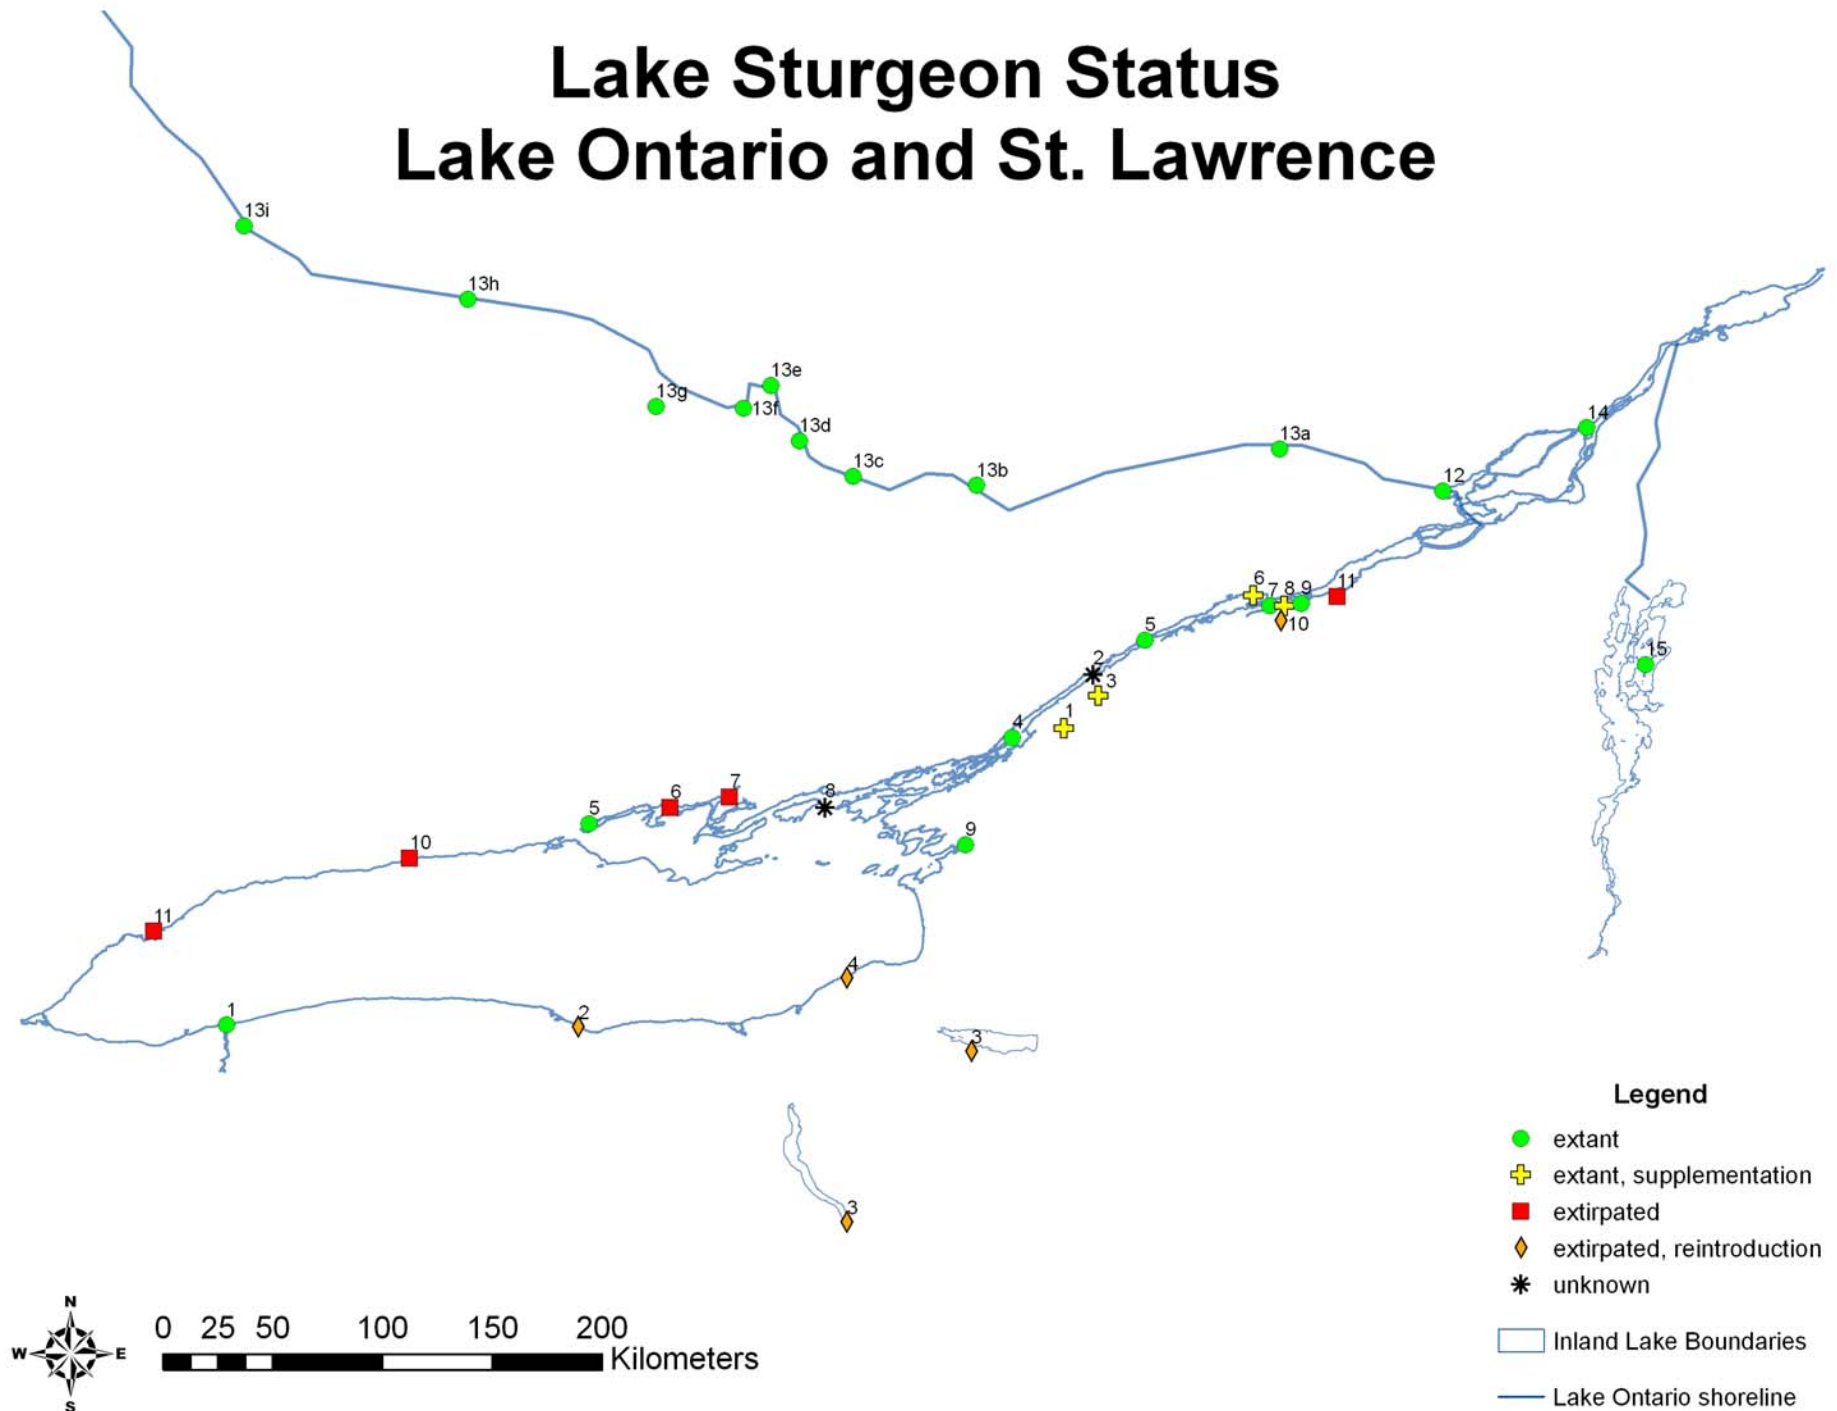 Lake Sturgeon Status
Lake Ontario and St. Lawrence
13i
13h
13e
13g
13f
13d
13c
13b
13a
12
14
6
7
8
9
11
10
5
15
2
3
1
4
7
6
5
8
9
10
11
4
1
2
3
3
Legend
extant
extant, supplementation
extirpated
extirpated, reintroduction
unknown
Inland Lake Boundaries
Lake Ontario shoreline
N
W E
S
0 25 50 100 150 200
Kilometers